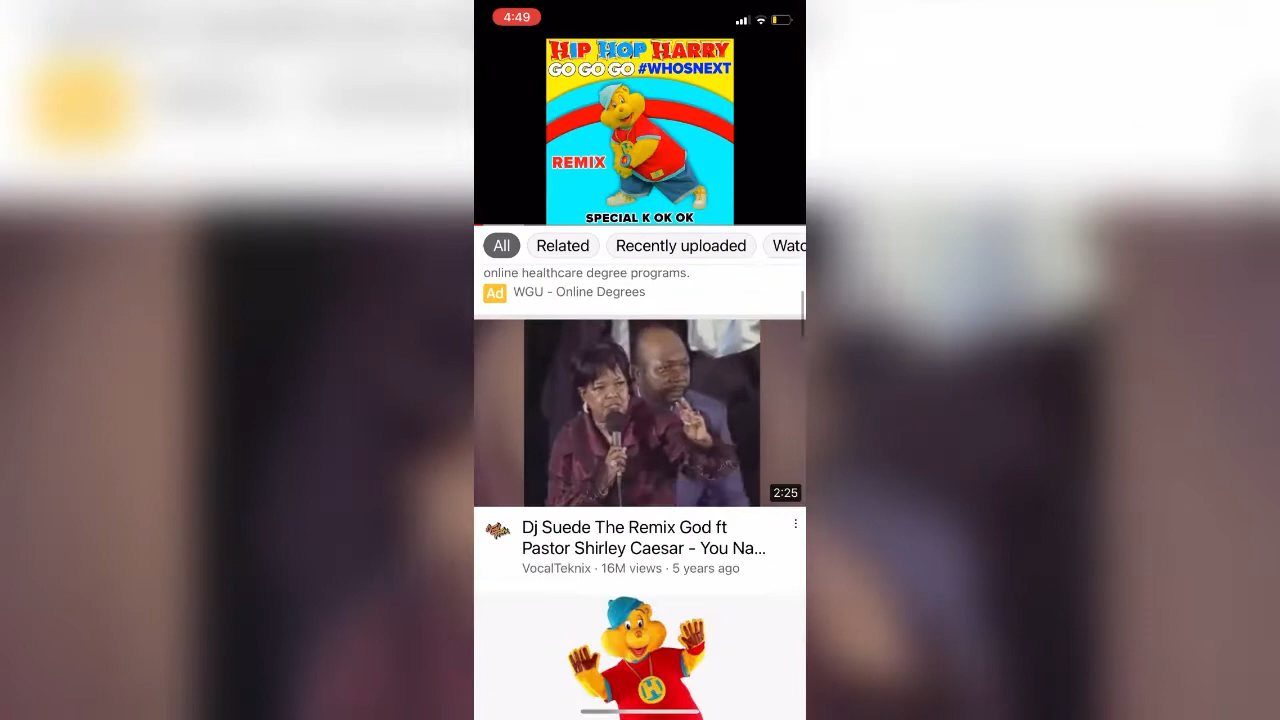 4:49
HIP HOP HARRY
GO GO GO #WHOSNEXT
REMIX
SPECIAL K OK OK
All Related Recently uploaded Watc
online healthcare degree programs.
Ad WGU - Online Degrees
2:25
Dj Suede The Remix God ft
Pastor Shirley Caesar - You Na...
VocalTeknix · 16M views · 5 years ago
H